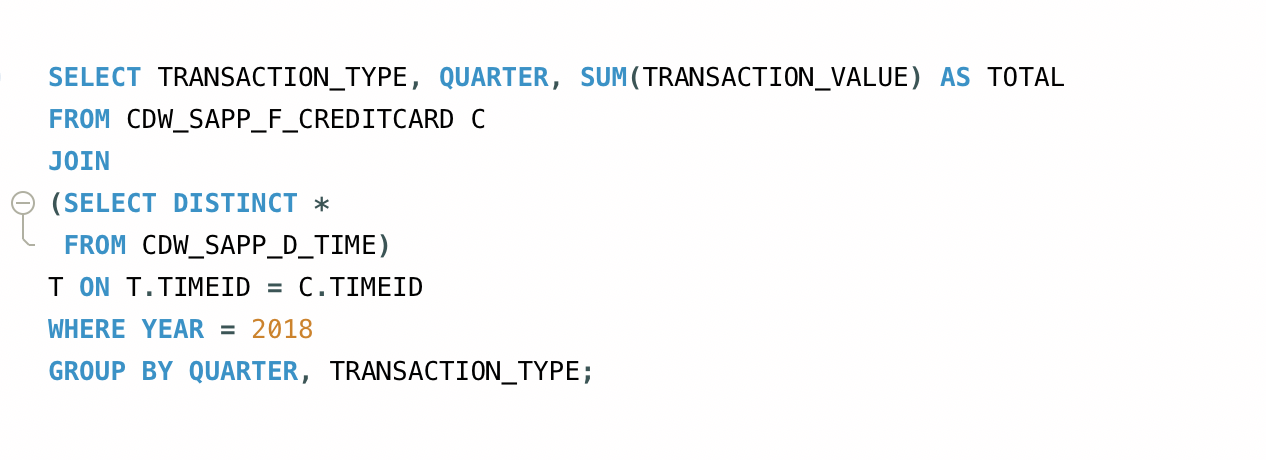 SELECT TRANSACTION_TYPE, QUARTER, SUM(TRANSACTION_VALUE) AS TOTAL
FROM CDW_SAPP_F_CREDITCARD C
JOIN
(SELECT DISTINCT *
FROM CDW_SAPP_D_TIME)
T ON T.TIMEID = C.TIMEID
WHERE YEAR = 2018
GROUP BY QUARTER, TRANSACTION_TYPE;